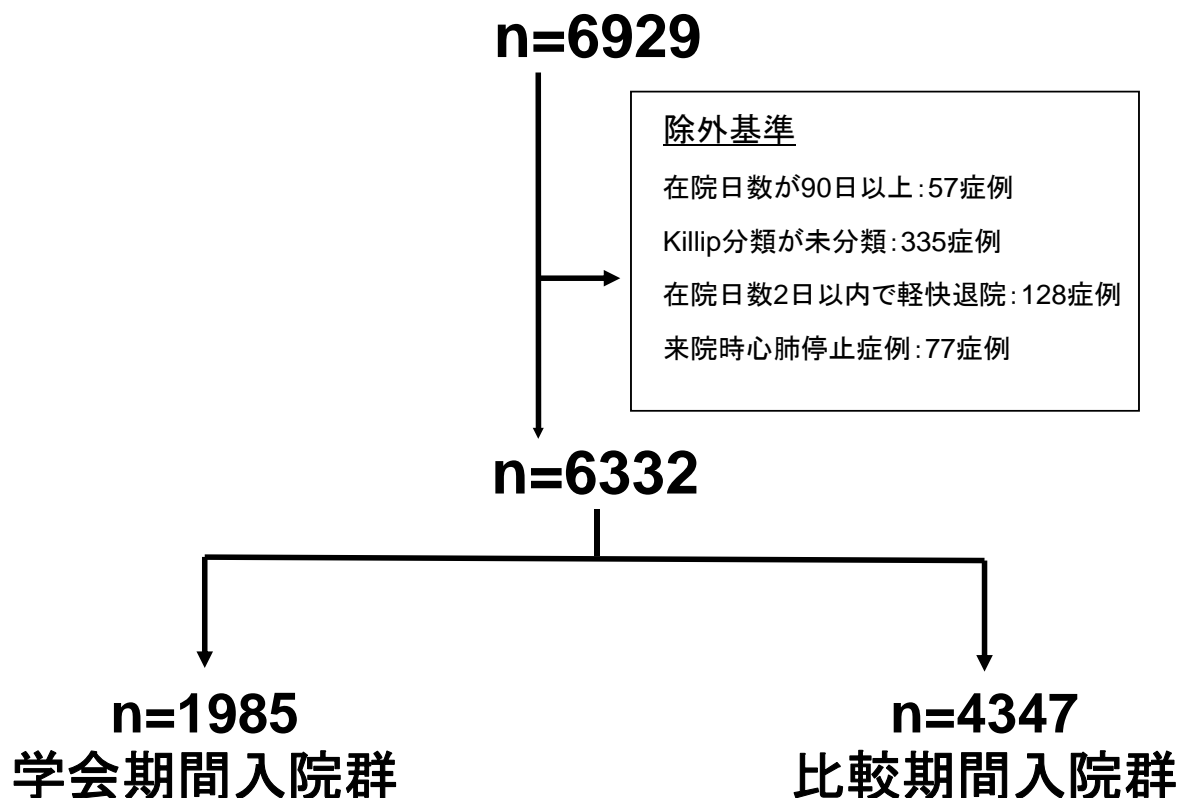 n=6929
除外基準
在院日数が90日以上：57症例
Killip分類が未分類：335症例
在院日数2日以内で軽快退院：128症例
来院時心肺停止症例：77症例
n=6332
n=1985
学会期間入院群
n=4347
比較期間入院群